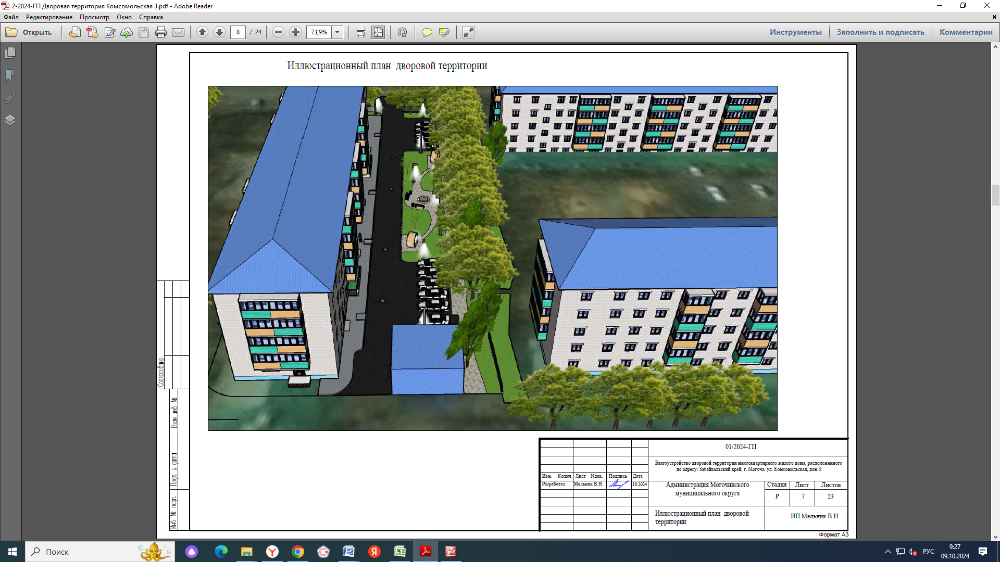 2-2024-ГП Дворовая территория Комсомольская 3.pdf - Adobe Reader
Файл Редактирование Просмотр Окно Справка
Открыть 8 / 24 73,9% Инструменты Заполнить и подписать Комментарии
Иллюстрационный план дворовой территории
Согласовано
Взам. инв. №
Подп. и дата
Инв. № подп.
01/2024-ГП
Благоустройство дворовой территории многоквартирного жилого дома, расположенного
по адресу: Забайкальский край, г. Могоча, ул. Комсомольская, дом 3
Изм. Колич. Лист Nдок. Подпись Дата
Разработал Мельник В.Н. 10.2024
Администрация Могочинского
муниципального округа
Стадия Лист Листов
Р 7 23
Иллюстрационный план дворовой
территории
ИП Мельник В.Н.
Формат А3
Поиск
РУС
9:27
09.10.2024